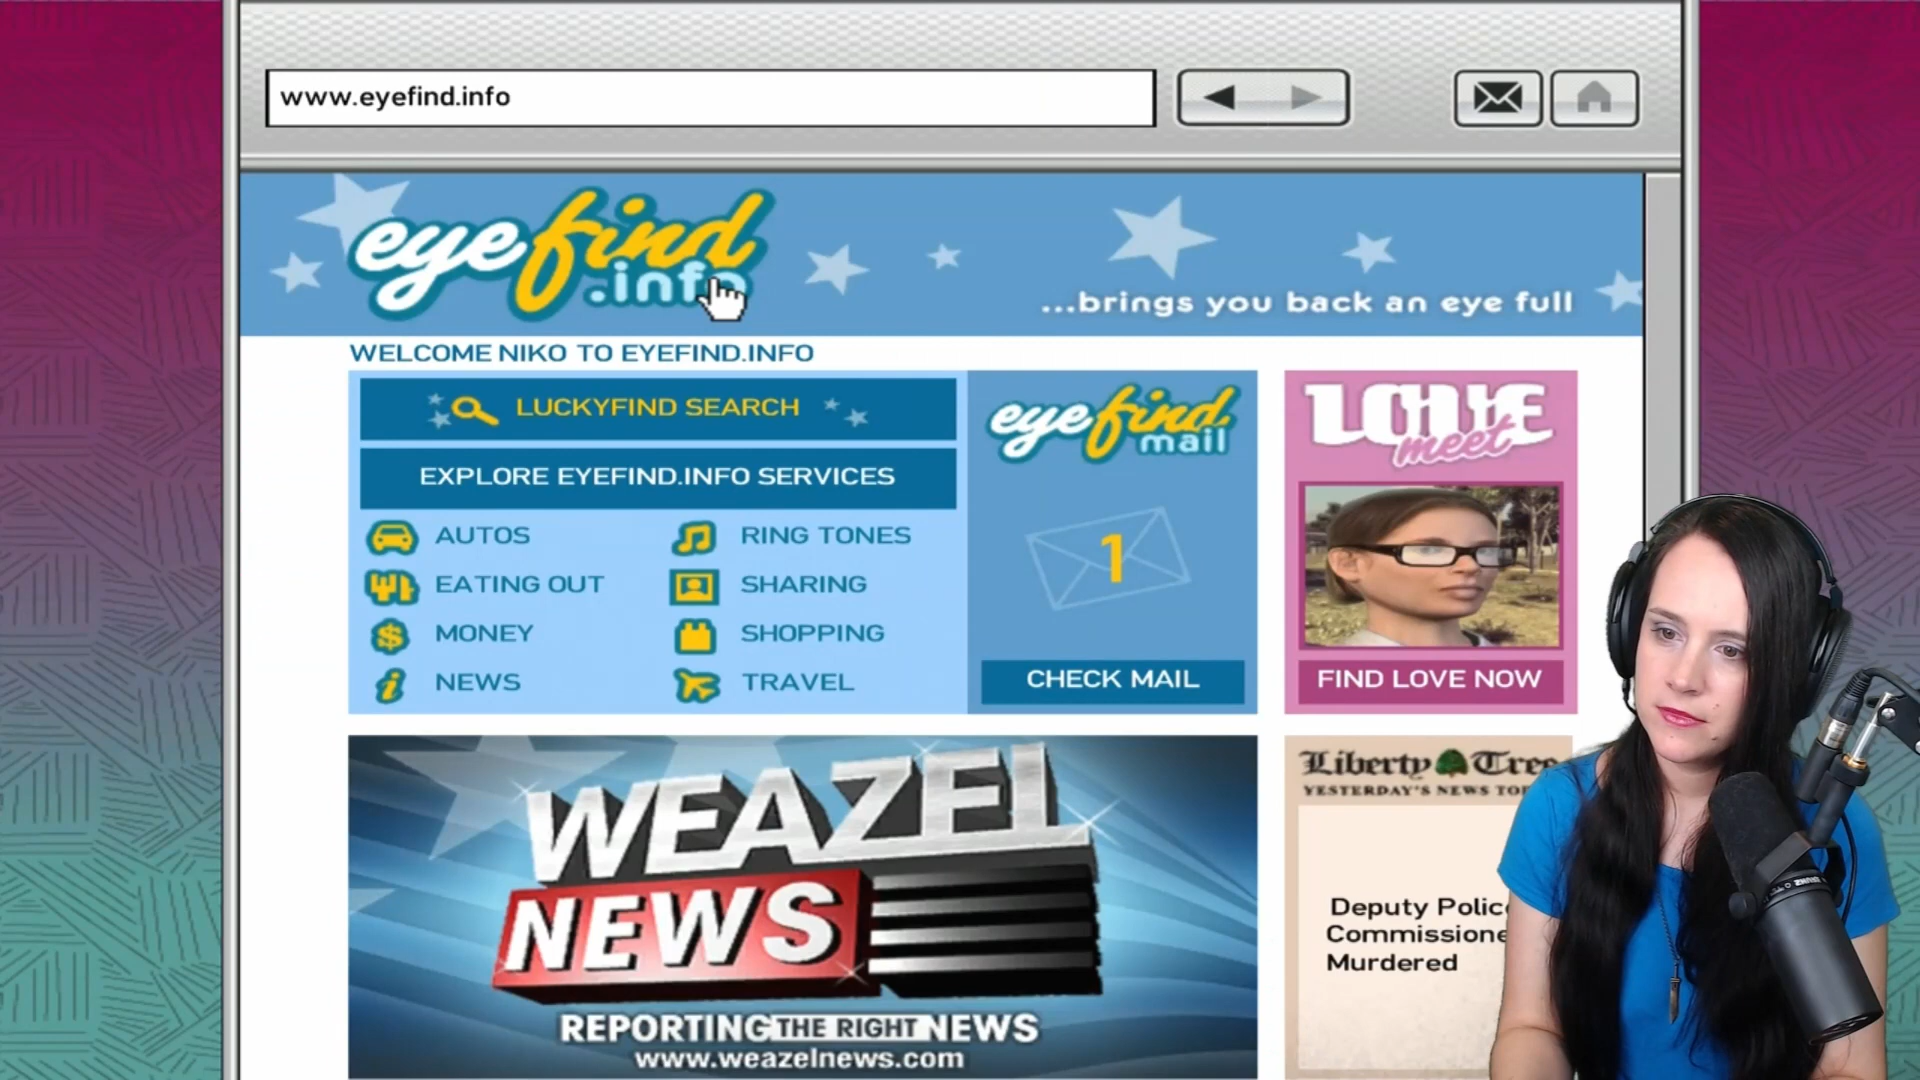 www.eyefind.info
eyefind
.info
...brings you back an eye full
WELCOME NIKO TO EYEFIND.INFO
LUCKYFIND SEARCH
EXPLORE EYEFIND.INFO SERVICES
AUTOS
RING TONES
EATING OUT
SHARING
MONEY
SHOPPING
NEWS
TRAVEL
eyefind
mail
1
CHECK MAIL
LOVE
meet
FIND LOVE NOW
WEAZEL
NEWS
REPORTING THE RIGHT NEWS
www.weazelnews.com
Liberty Tree
YESTERDAY'S NEWS
Deputy
Murdered